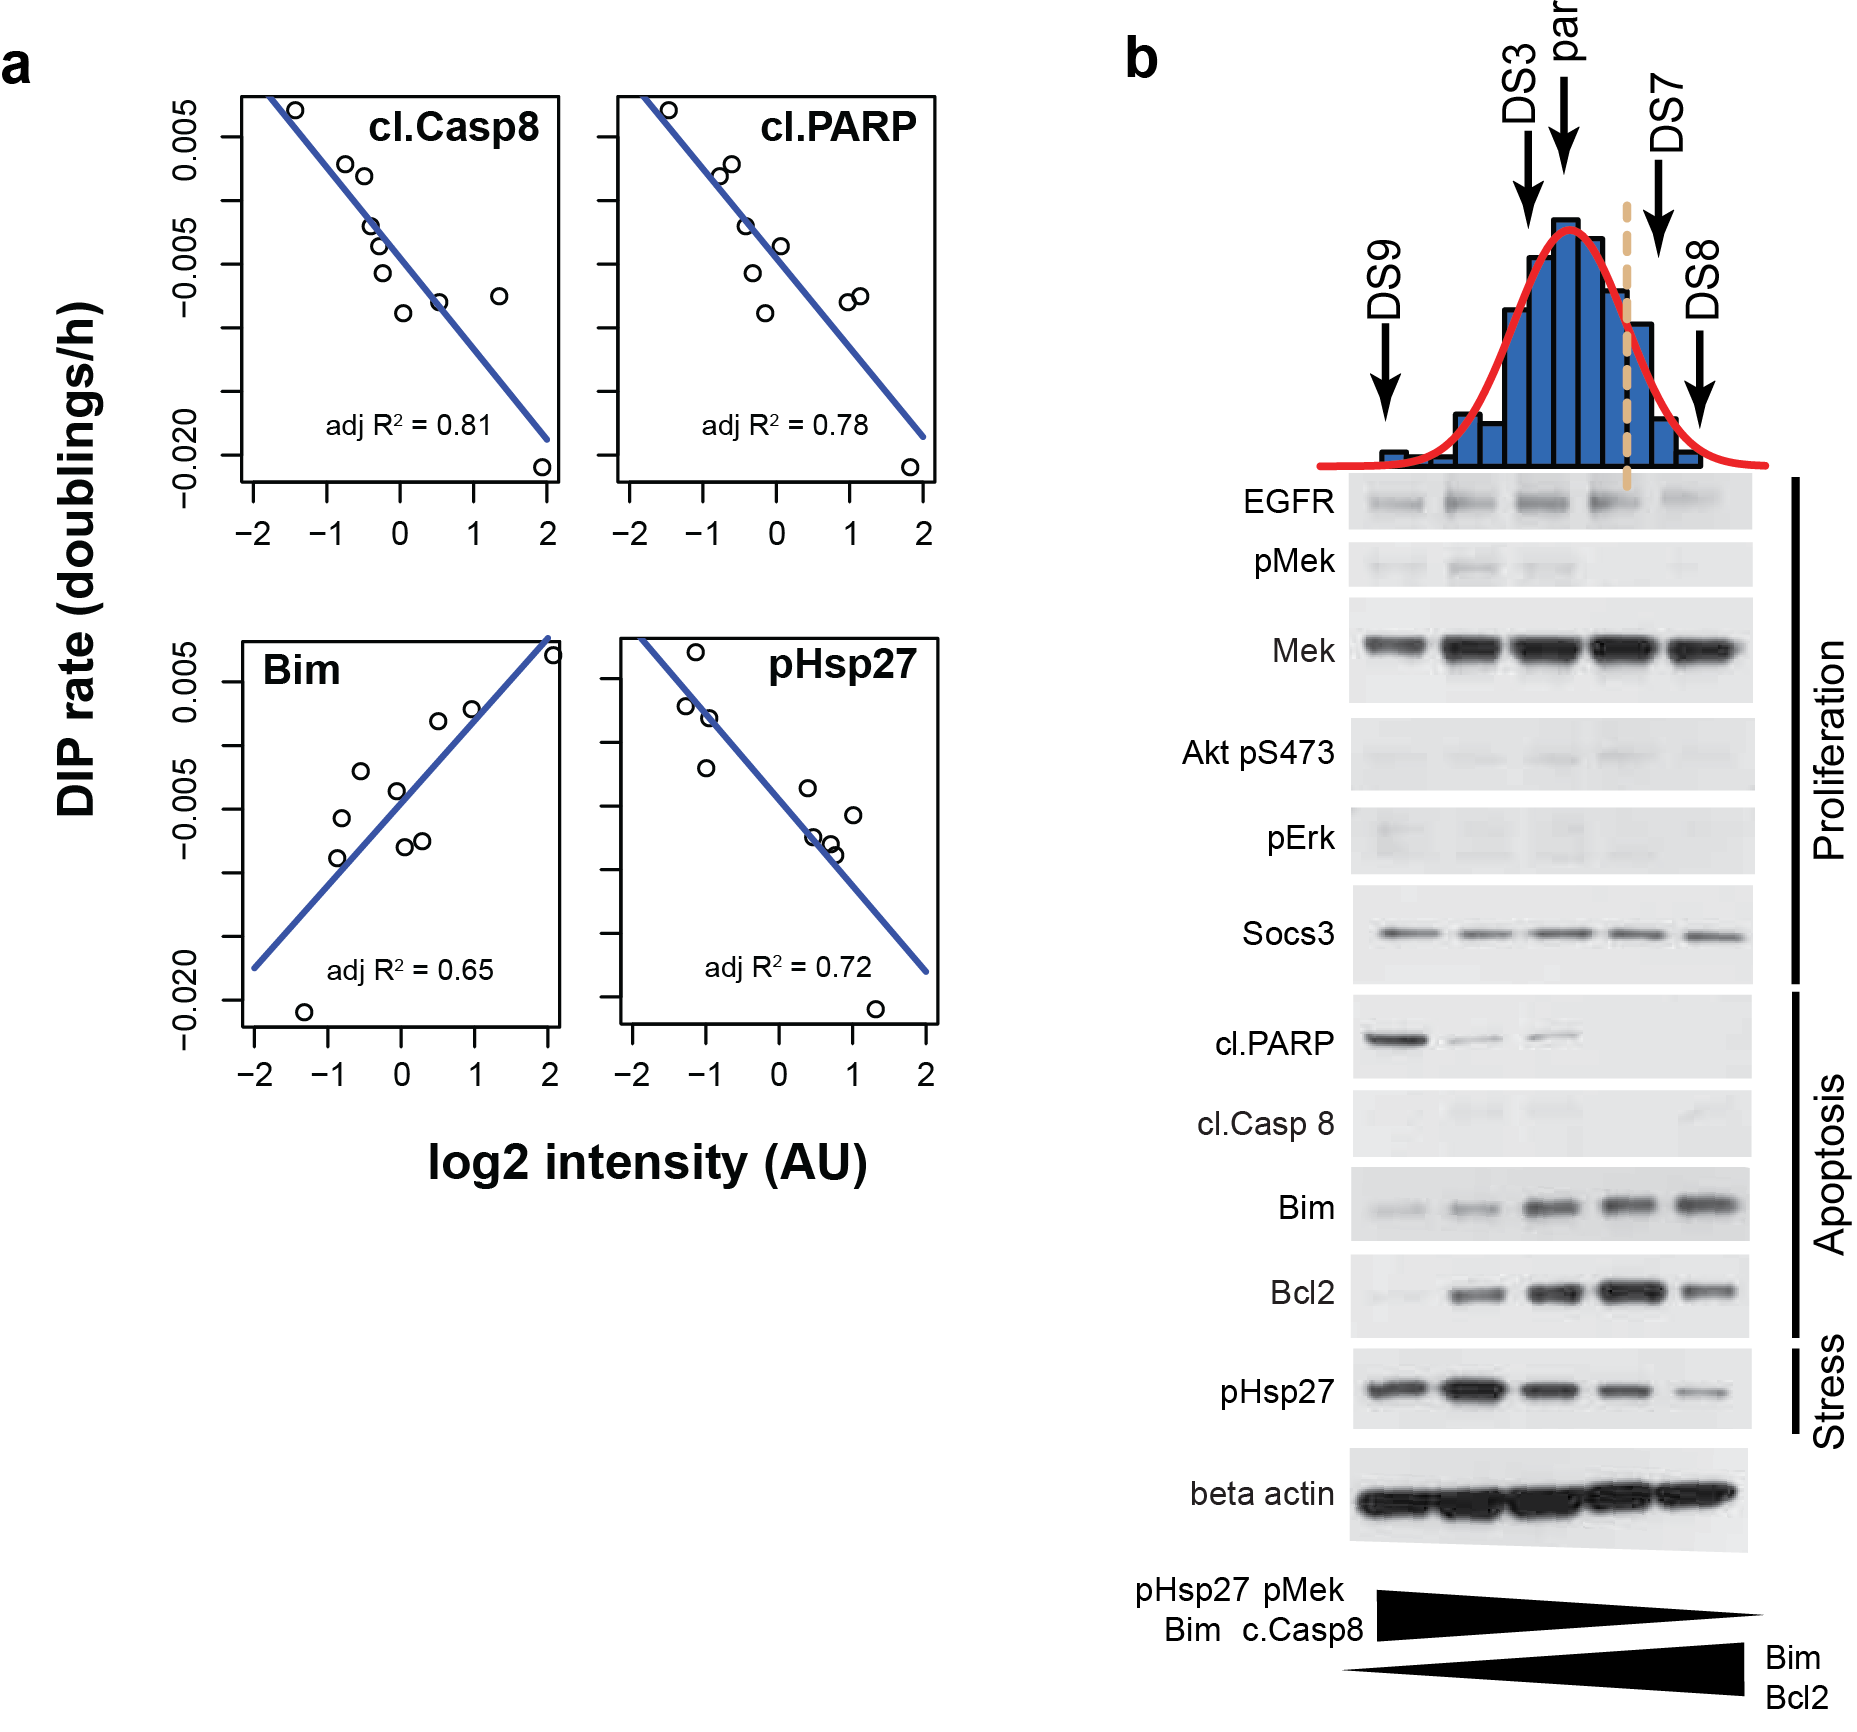 a
DIP rate (doublings/h)
cl.Casp8
0.005
−0.005
−0.020
adj R² = 0.81
−2 −1 0 1 2
cl.PARP
adj R² = 0.78
−2 −1 0 1 2
Bim
0.005
−0.005
−0.020
adj R² = 0.65
−2 −1 0 1 2
pHsp27
adj R² = 0.72
−2 −1 0 1 2
log2 intensity (AU)
b
DS9
DS3
par
DS7
DS8
EGFR
pMek
Mek
Akt pS473
pErk
Socs3
Proliferation
cl.PARP
cl.Casp 8
Bim
Bcl2
Apoptosis
pHsp27
Stress
beta actin
pHsp27 pMek
Bim c.Casp8
Bim
Bcl2